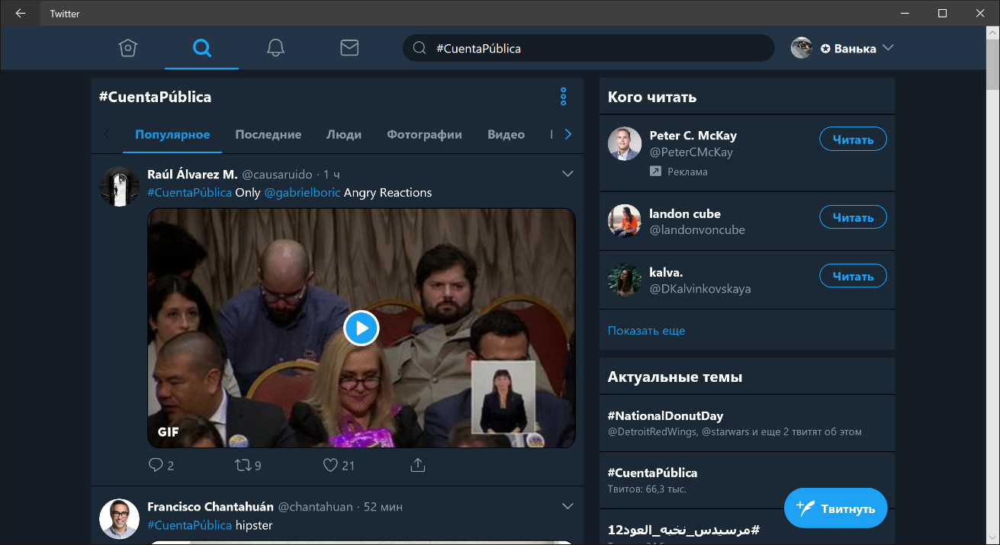 Twitter
#CuentaPública
✪ Ванька
#CuentaPública
Популярное Последние Люди Фотографии Видео
Raúl Álvarez M. @causaruido · 1 ч
#CuentaPública Only @gabrielboric Angry Reactions
GIF
2 9 21
Francisco Chantahuán @chantahuan · 52 мин
#CuentaPública hipster
Кого читать
Peter C. McKay
@PeterCMcKay
Читать
Реклама
landon cube
@landonvoncube
Читать
kalva.
@DKalvinkovskaya
Читать
Показать еще
Актуальные темы
#NationalDonutDay
@DetroitRedWings, @starwars и еще 2 твитят об этом
#CuentaPública
Твитов: 66,3 тыс.
#مرسيدس_نخبه_العود12
Твитнуть